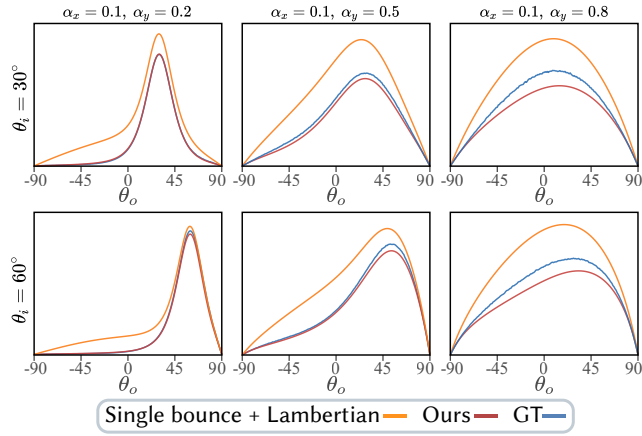 αx = 0.1, αy = 0.2 αx = 0.1, αy = 0.5 αx = 0.1, αy = 0.8
θi = 30°
-90 -45 0 45 90 -90 -45 0 45 90 -90 -45 0 45 90
θo θo θo
θi = 60°
-90 -45 0 45 90 -90 -45 0 45 90 -90 -45 0 45 90
θo θo θo
Single bounce + Lambertian Ours GT